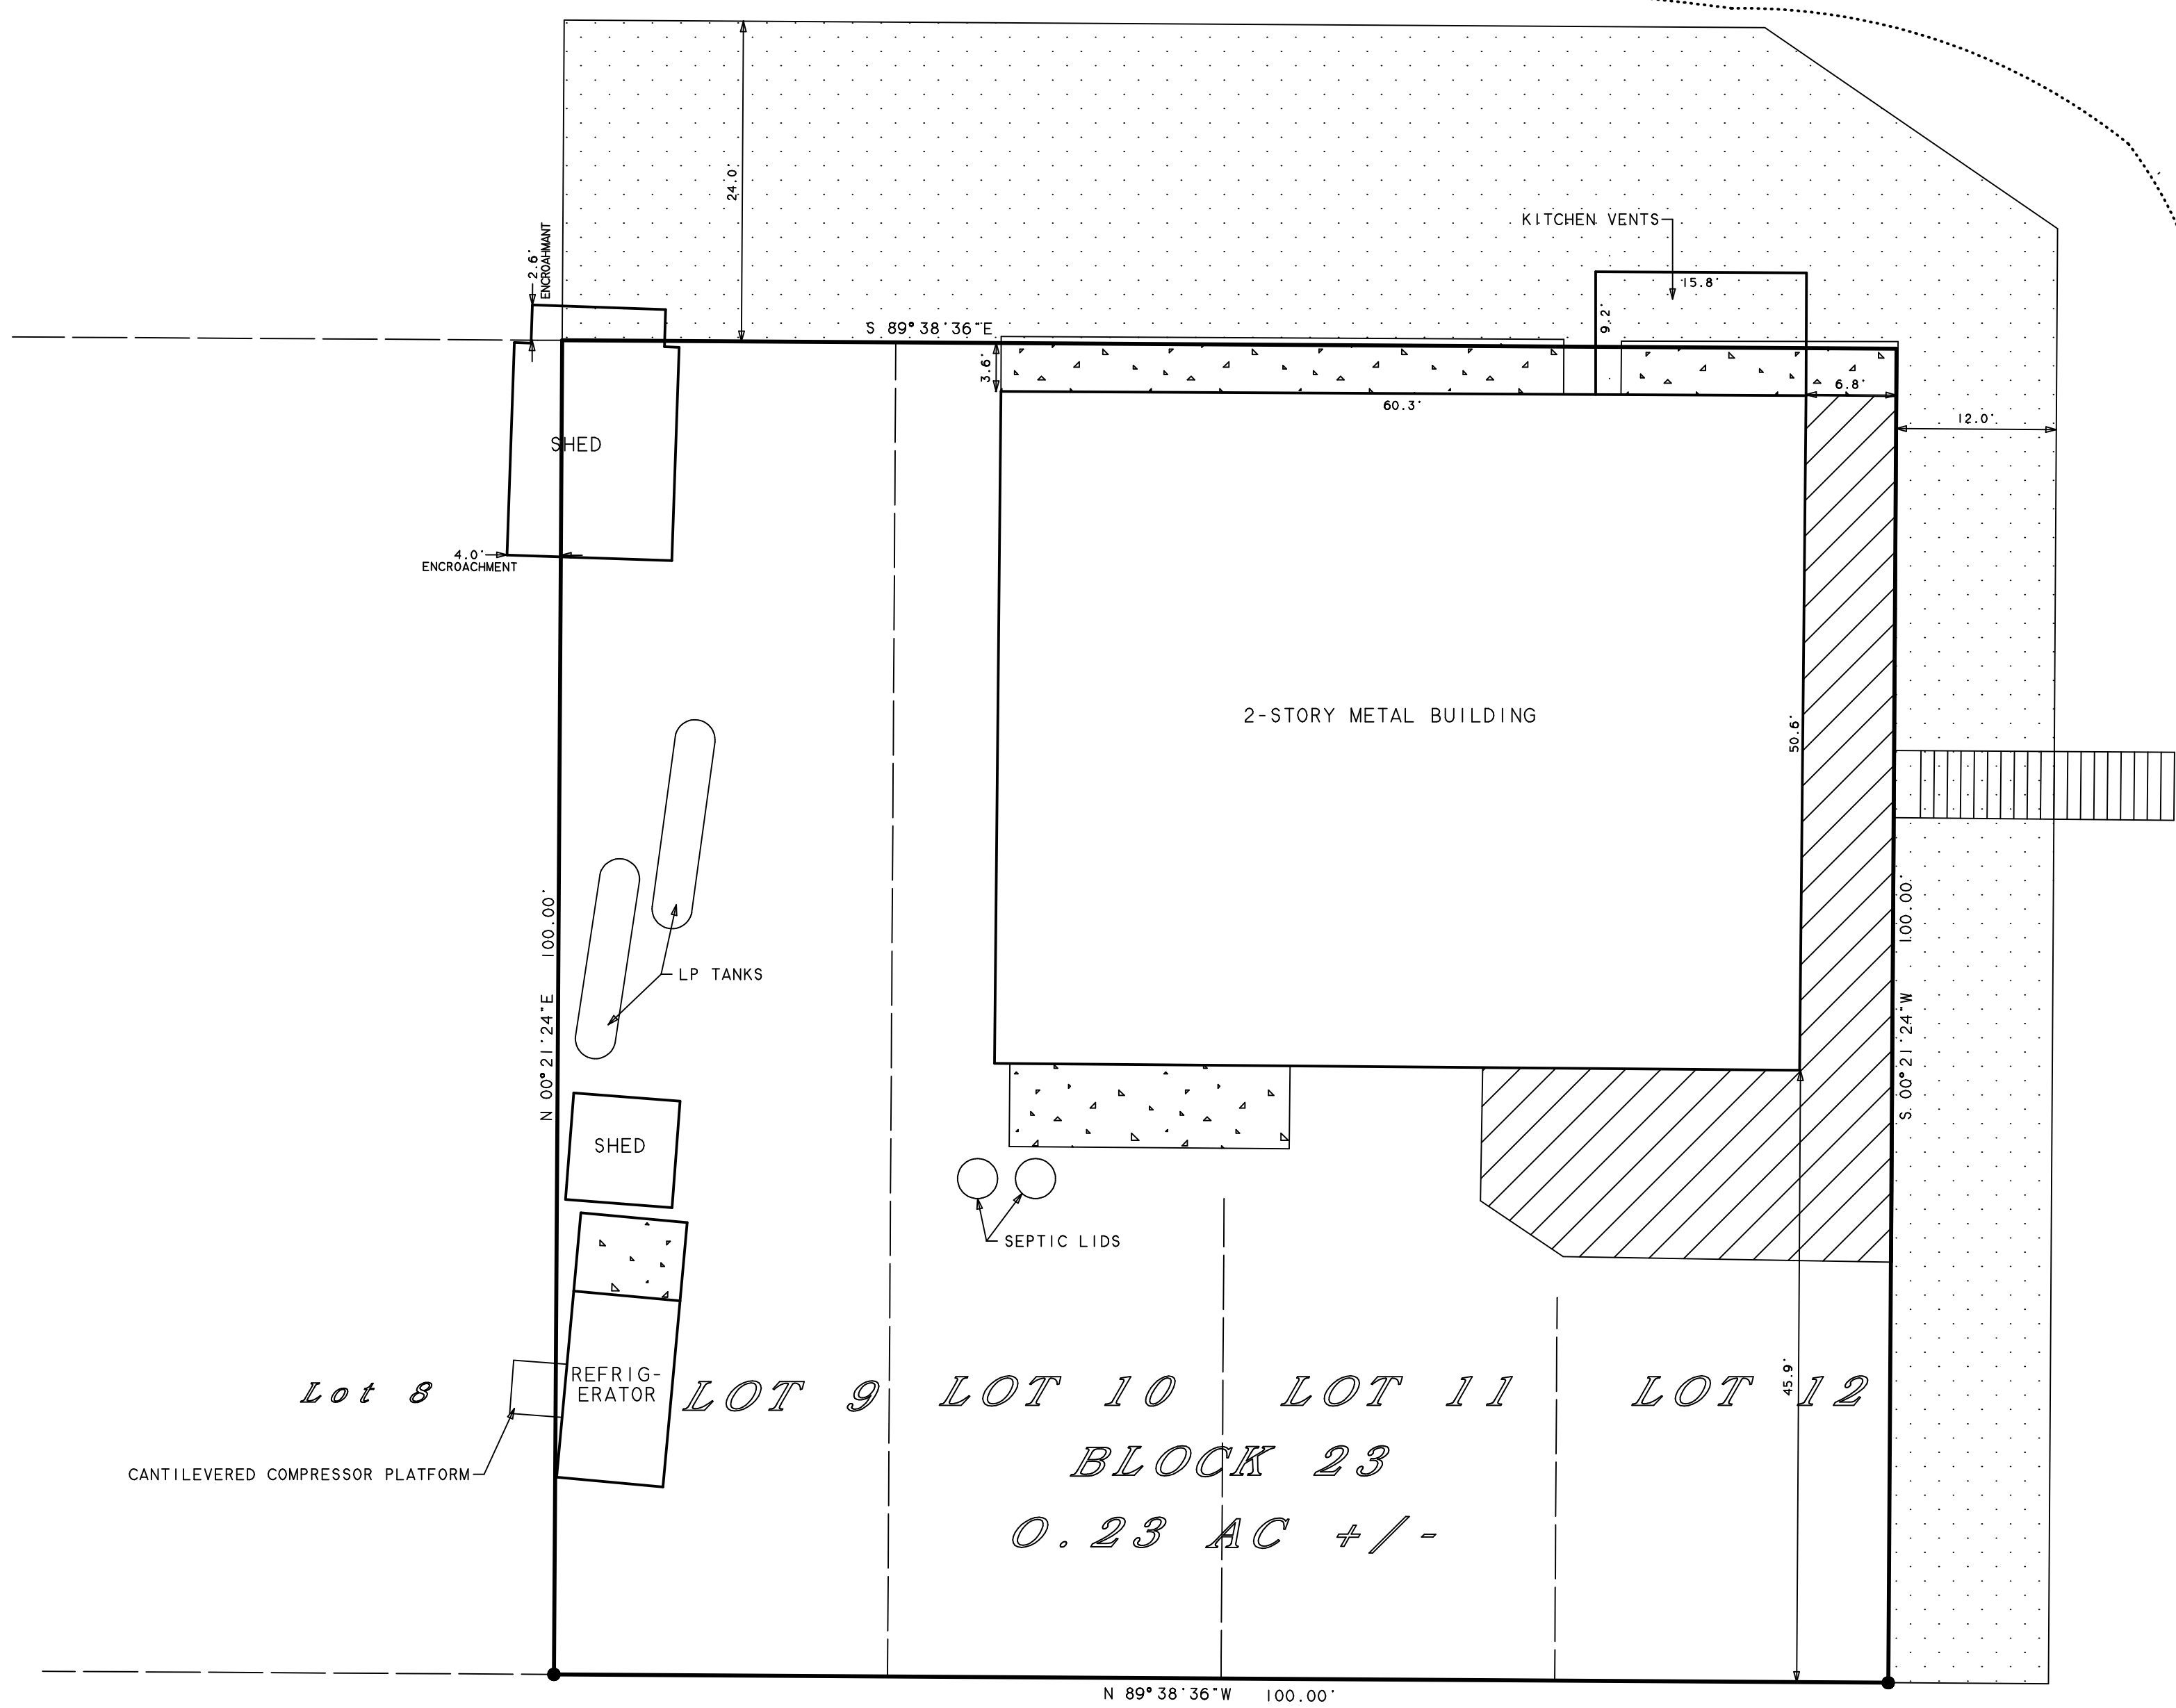 24.0'
KITCHEN VENTS
2.6'
ENCROAHMANT
15.8'
9.2'
S 89°38'36"E
3.6'
6.8'
60.3'
12.0'
SHED
4.0'
ENCROACHMENT
2-STORY METAL BUILDING
50.6'
N 00°21'24"E 100.00'
S 00°21'24"W 100.00'
LP TANKS
SHED
SEPTIC LIDS
REFRIG-
ERATOR
45.9'
Lot 8
LOT 9 LOT 10 LOT 11 LOT 12
BLOCK 23
CANTILEVERED COMPRESSOR PLATFORM
0.23 AC +/-
N 89°38'36"W 100.00'